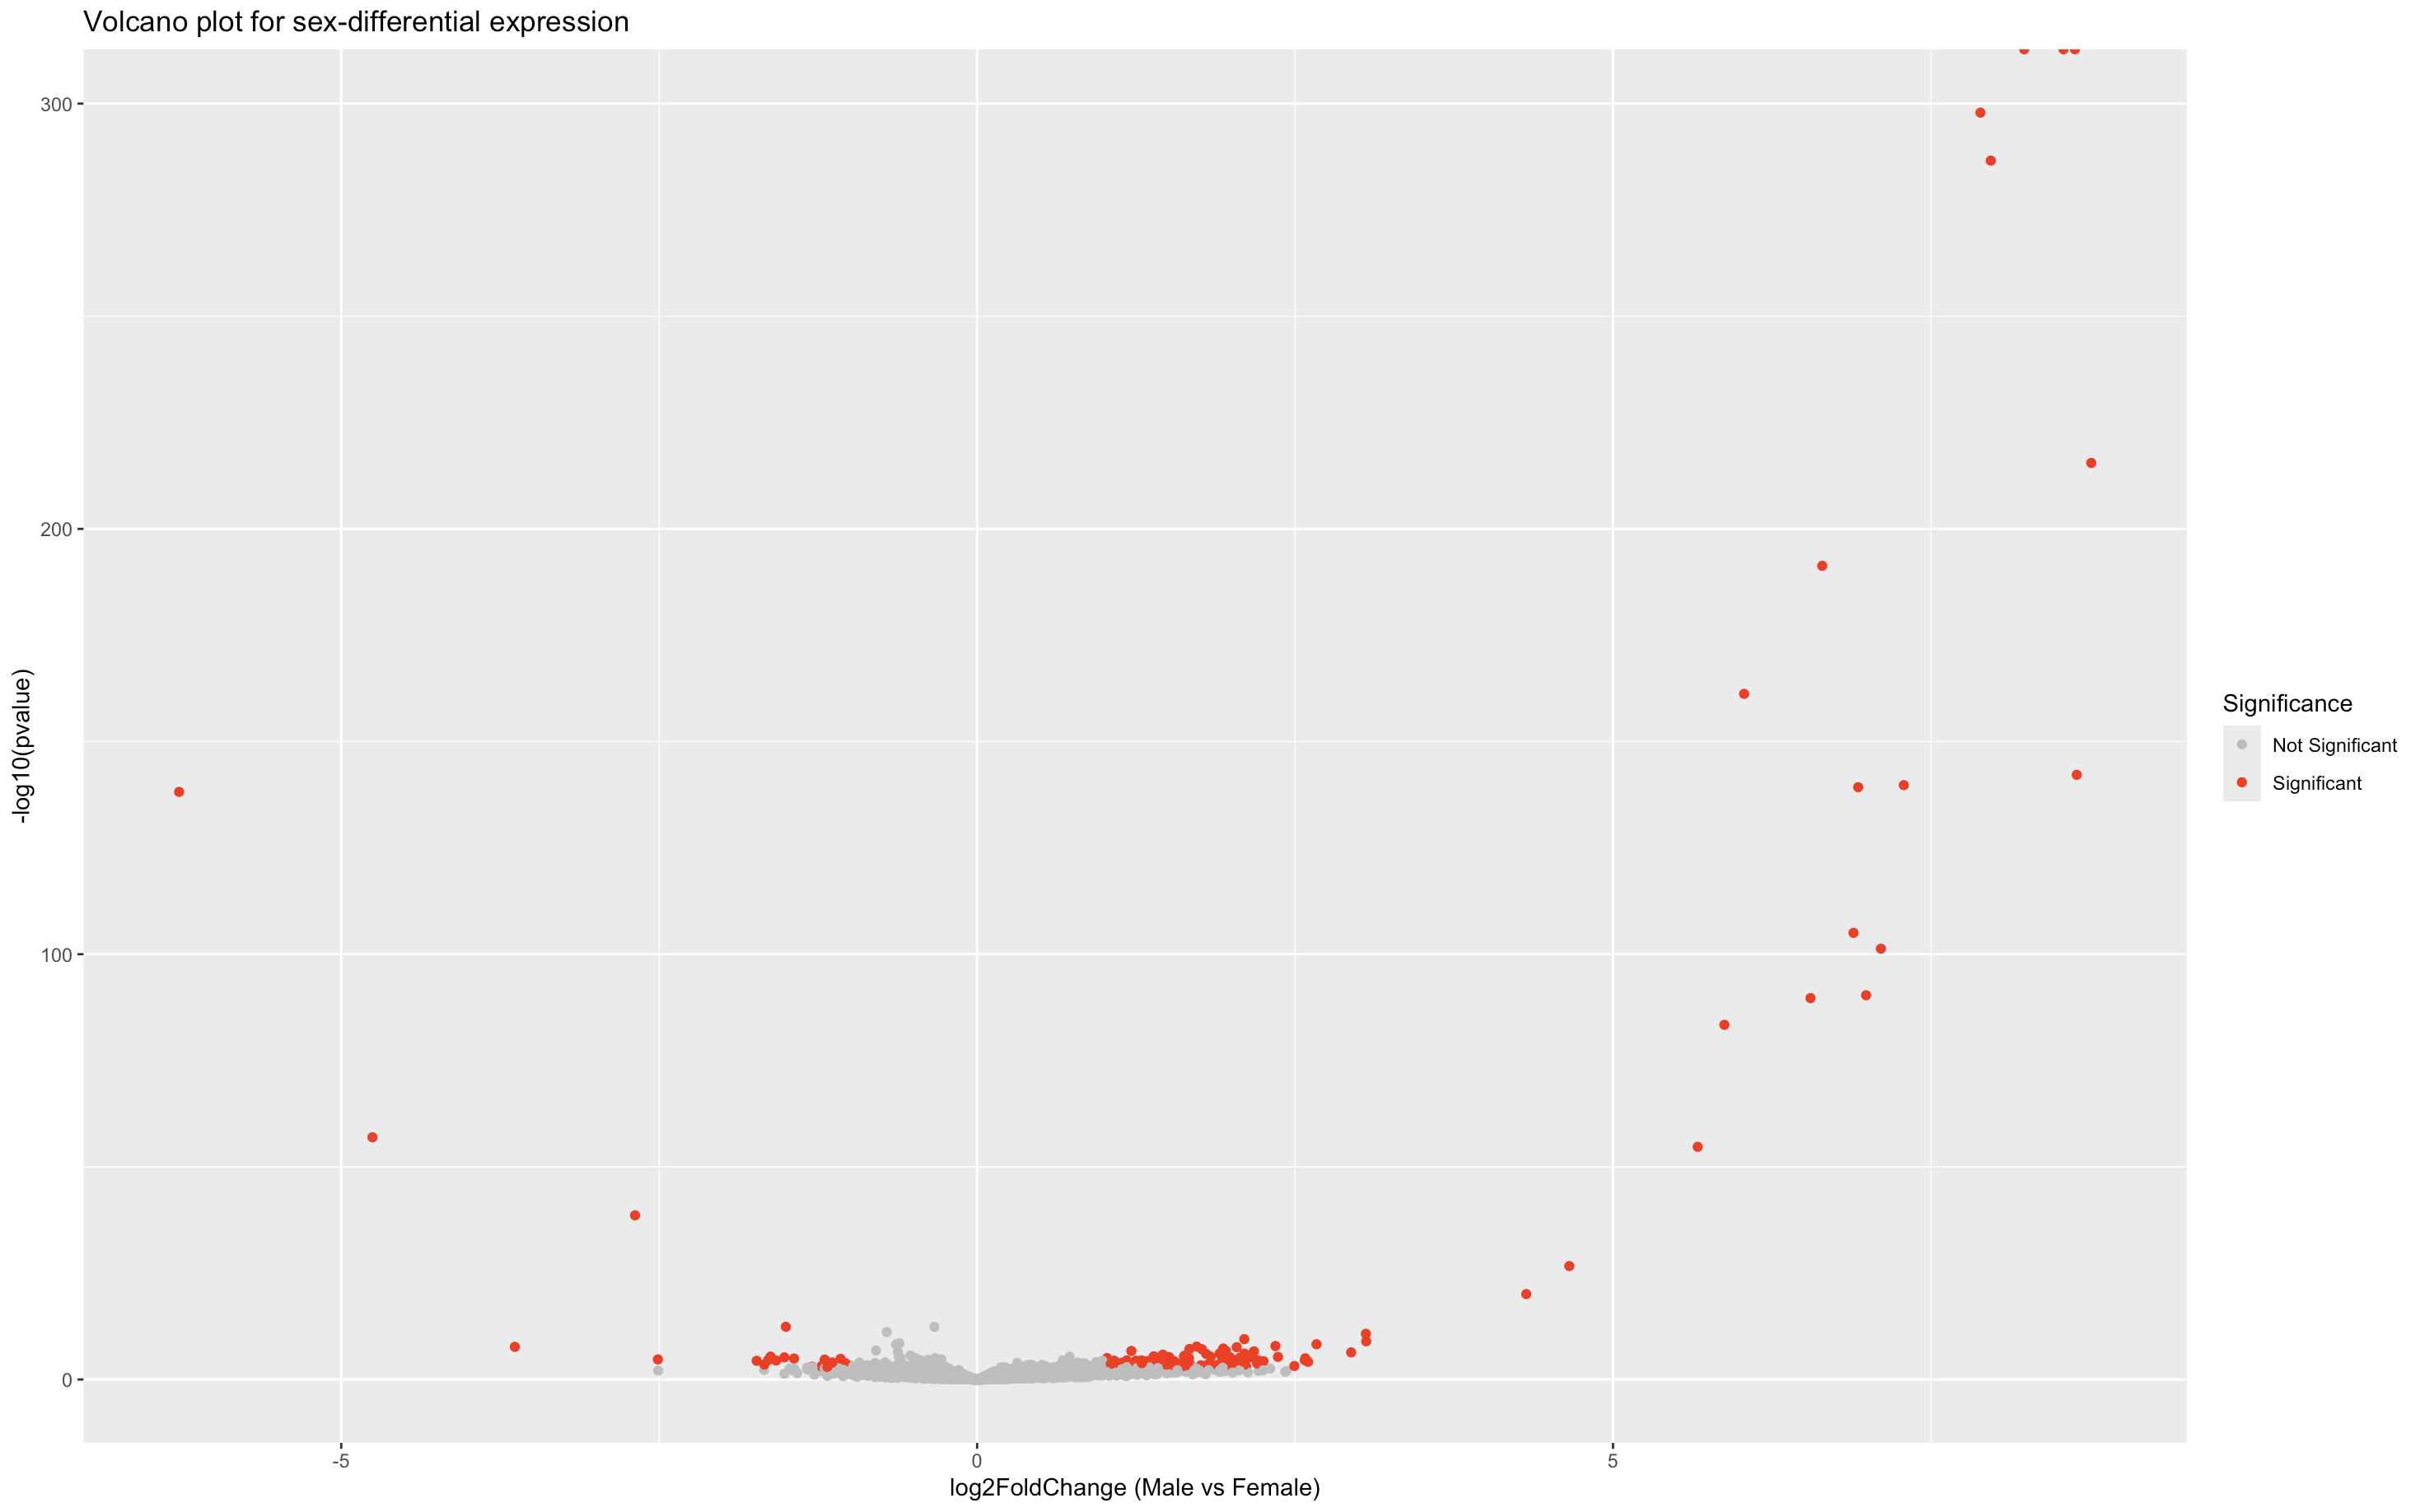 Volcano plot for sex-differential expression
300
200
100
0
-log10(pvalue)
-5
0
5
log2FoldChange (Male vs Female)
Significance
Not Significant
Significant